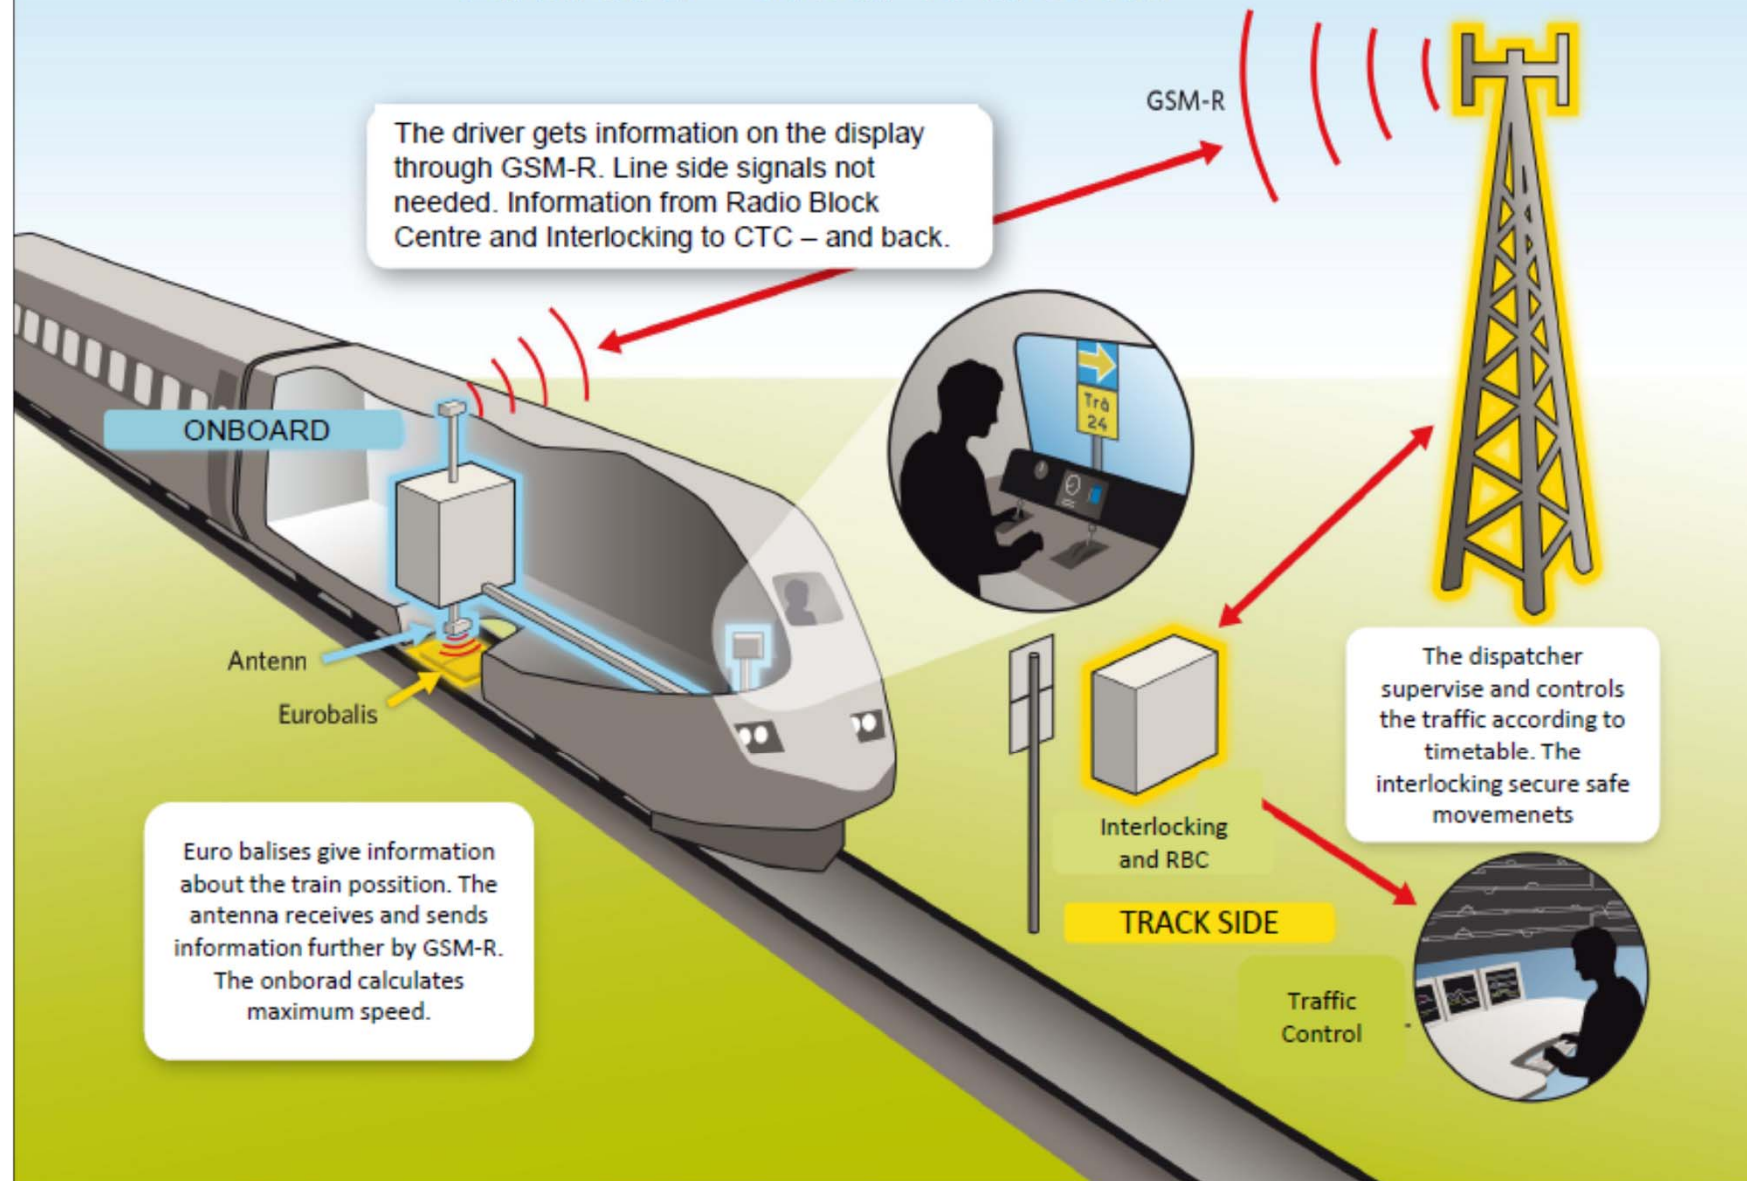 GSM-R
The driver gets information on the display
through GSM-R. Line side signals not
needed. Information from Radio Block
Centre and Interlocking to CTC – and back.
ONBOARD
Trå
24
Antenn
Eurobalis
The dispatcher
supervise and controls
the traffic according to
timetable. The
interlocking secure safe
movemenets
Interlocking
and RBC
TRACK SIDE
Euro balises give information
about the train possition. The
antenna receives and sends
information further by GSM-R.
The onborad calculates
maximum speed.
Traffic
Control